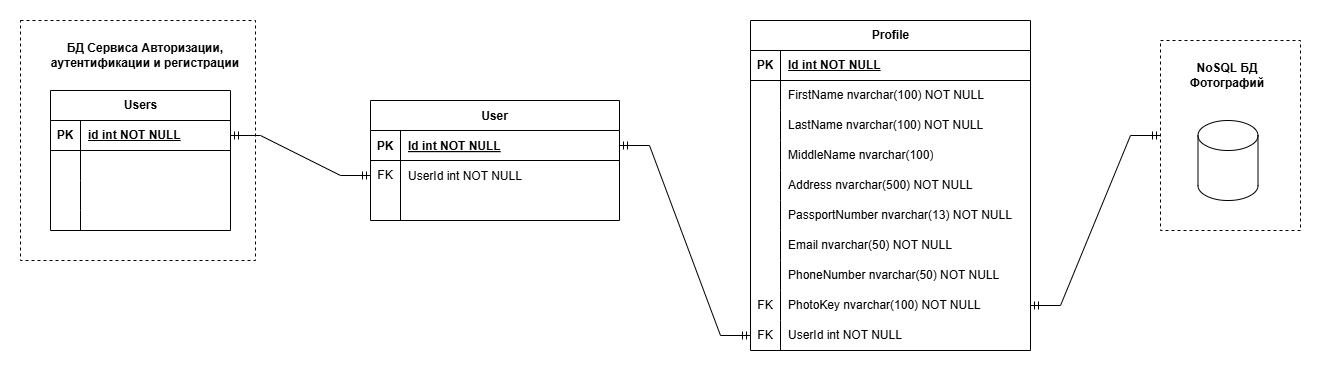 БД Сервиса Авторизации,
аутентификации и регистрации
Users
PK id int NOT NULL
User
PK Id int NOT NULL
FK UserId int NOT NULL
Profile
PK Id int NOT NULL
FirstName nvarchar(100) NOT NULL
LastName nvarchar(100) NOT NULL
MiddleName nvarchar(100)
Address nvarchar(500) NOT NULL
PassportNumber nvarchar(13) NOT NULL
Email nvarchar(50) NOT NULL
PhoneNumber nvarchar(50) NOT NULL
FK PhotoKey nvarchar(100) NOT NULL
FK UserId int NOT NULL
NoSQL БД
Фотографий